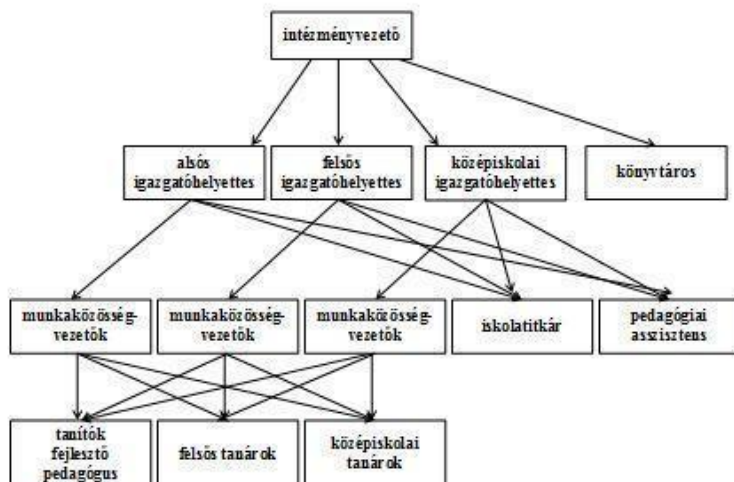 intézményvezető
alsós
igazgatóhelyettes
felsős
igazgatóhelyettes
középiskolai
igazgatóhelyettes
könyvtáros
munkaközösség-
vezetők
munkaközösség-
vezetők
munkaközösség-
vezetők
iskolatitkár
pedagógiai
asszisztens
tanítók
fejlesztő
pedagógus
felsős tanárok
középiskolai
tanárok